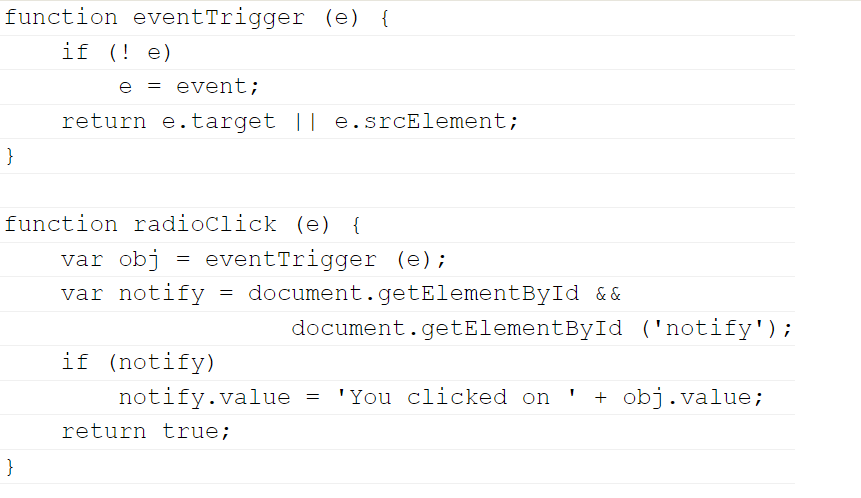 function eventTrigger (e) {
    if (! e)
        e = event;
    return e.target || e.srcElement;
}

function radioClick (e) {
    var obj = eventTrigger (e);
    var notify = document.getElementById &&
                    document.getElementById ('notify');
    if (notify)
        notify.value = 'You clicked on ' + obj.value;
    return true;
}